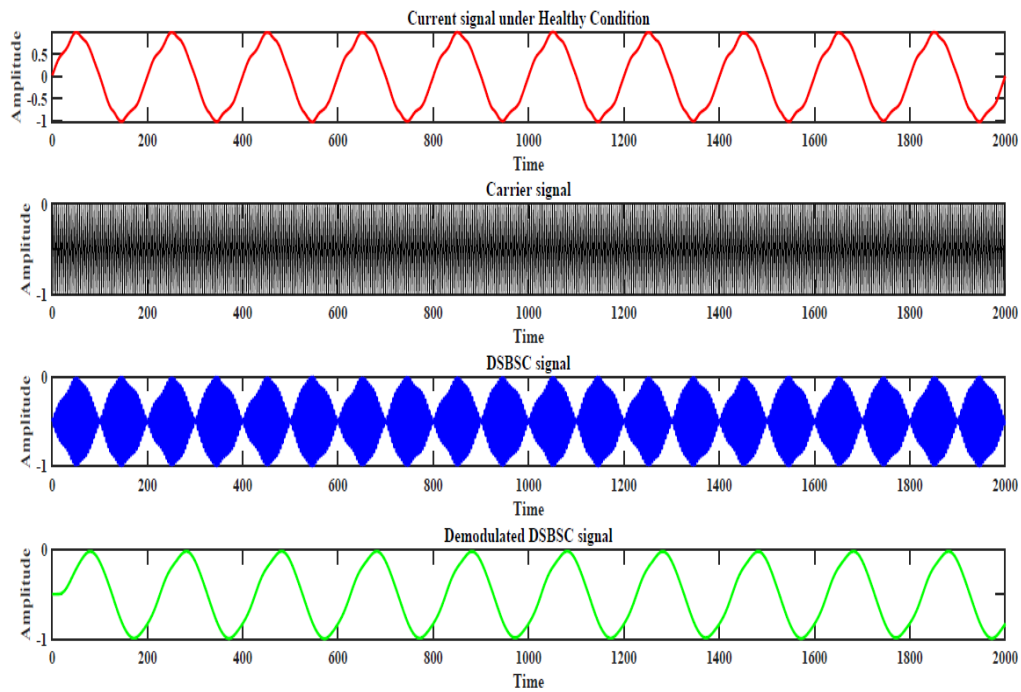 Current signal under Healthy Condition
Amplitude
0.5
0
-0.5
-1
0 200 400 600 800 1000 1200 1400 1600 1800 2000
Time
Carrier signal
Amplitude
0
-1
0 200 400 600 800 1000 1200 1400 1600 1800 2000
Time
DSBSC signal
Amplitude
0
-1
0 200 400 600 800 1000 1200 1400 1600 1800 2000
Time
Demodulated DSBSC signal
Amplitude
0
-1
0 200 400 600 800 1000 1200 1400 1600 1800 2000
Time